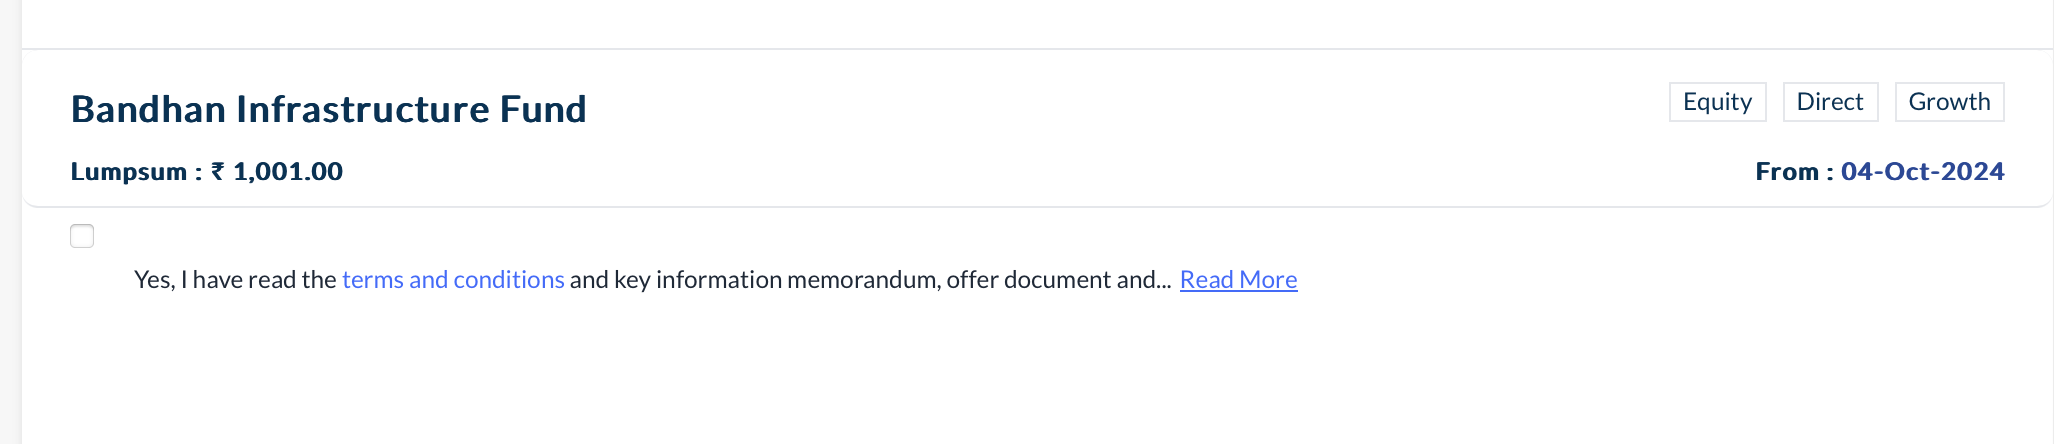 Bandhan Infrastructure Fund
Equity Direct Growth
Lumpsum : ₹ 1,001.00
From : 04-Oct-2024
Yes, I have read the terms and conditions and key information memorandum, offer document and... Read More